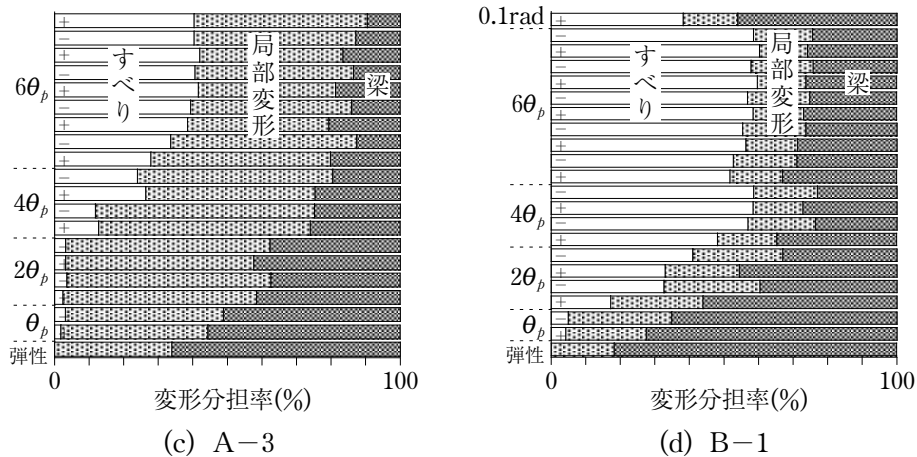 +
−
+
−
+
−
+
−
+
−
+
−
+
−
+
−
+
−
+
6θp
4θp
2θp
θp
弾性
すべり
局部変形
梁
0
100
変形分担率(%)
(c) A−3
0.1rad
6θp
4θp
2θp
θp
弾性
+
−
+
−
+
−
+
−
+
−
+
−
+
−
+
−
+
−
+
−
+
すべり
局部変形
梁
0
100
変形分担率(%)
(d) B−1